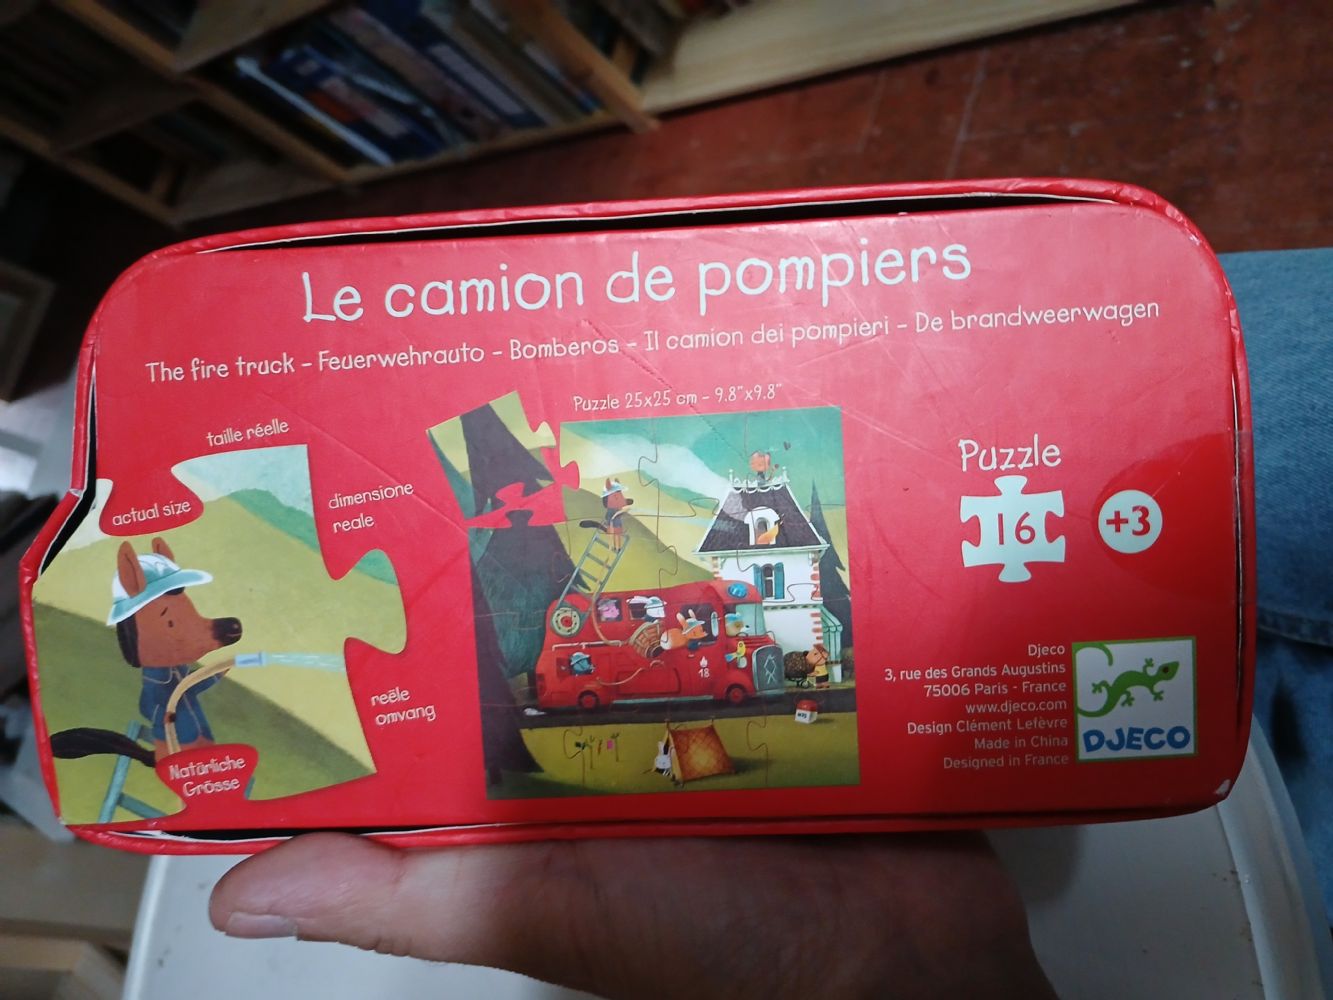 Le camion de pompiers
The fire truck - Feuerwehrauto - Bomberos - Il camion dei pompieri - De brandweerwagen
Puzzle 25x25 cm - 9.8"x9.8"
taille réelle
actual size
dimensione
reale
reële
omvang
Natürliche
Grösse
18
Puzzle
16
+3
Djeco
3, rue des Grands Augustins
75006 Paris - France
www.djeco.com
Design Clément Lefèvre
Made in China
Designed in France
DJECO